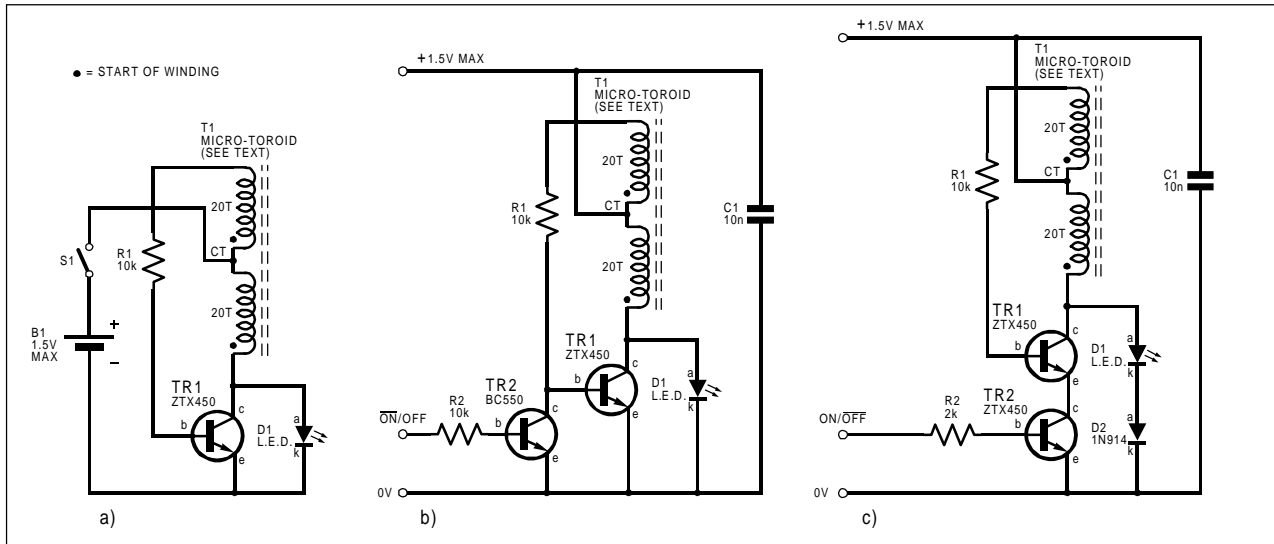 ● = START OF WINDING
T1
MICRO-TOROID
(SEE TEXT)
20T
CT
20T
R1
10k
S1
B1
1.5V
MAX
+
−
TR1
ZTX450
c
b
e
a
D1
L.E.D.
k
a)
+1.5V MAX
T1
MICRO-TOROID
(SEE TEXT)
20T
CT
20T
R1
10k
C1
10n
TR1
ZTX450
c
b
e
a
D1
L.E.D.
k
TR2
BC550
c
b
e
R2
10k
O̅N̅/OFF
0V
b)
+1.5V MAX
T1
MICRO-TOROID
(SEE TEXT)
20T
CT
20T
R1
10k
C1
10n
TR1
ZTX450
c
b
e
a
D1
L.E.D.
k
TR2
ZTX450
c
b
e
a
D2
1N914
k
R2
2k
ON/O̅F̅F̅
0V
c)